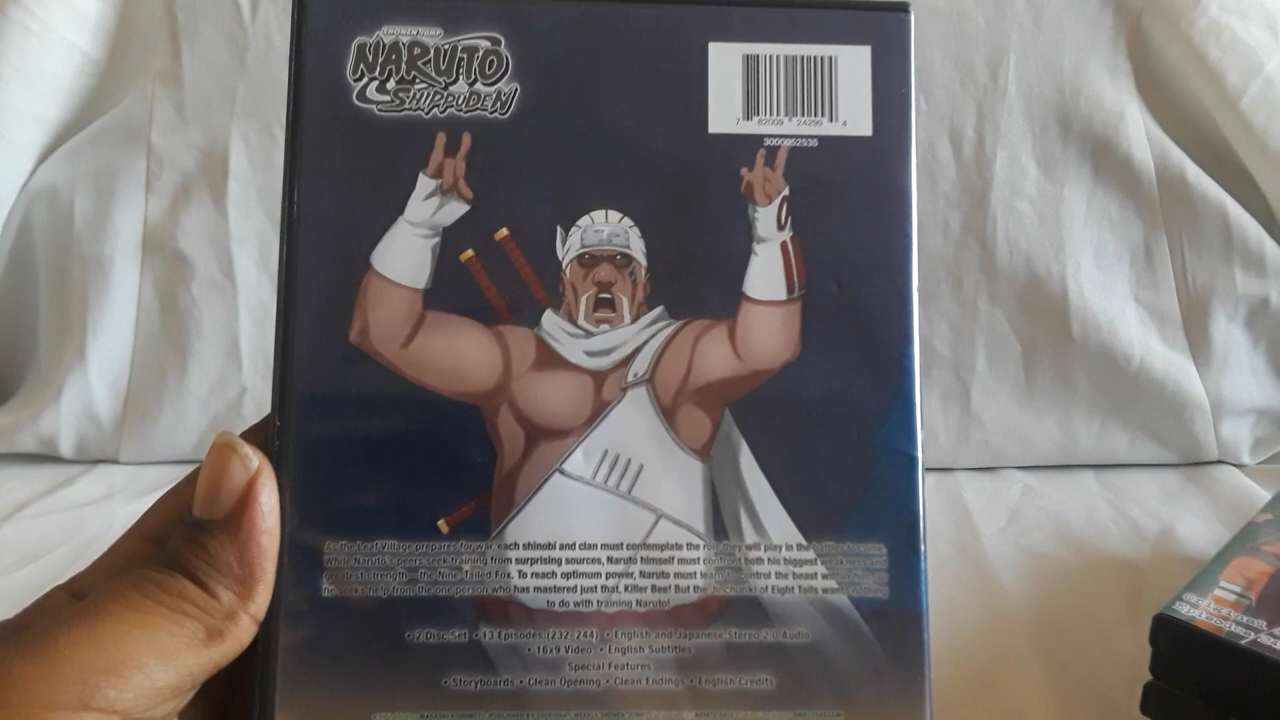 SHONEN JUMP
NARUTO
SHIPPUDEN
7 82009 24299 4
3000052535
As the Leaf Village prepares for war, each shinobi and clan must contemplate the role they will play in the battles to come.
While Naruto's peers seek training from surprising sources, Naruto himself must confront both his biggest weakness and
greatest strength—the Nine-Tailed Fox. To reach optimum power, Naruto must learn to control the beast within him, so
he seeks help from the one person who has mastered just that, Killer Bee! But the Jinchuriki of Eight Tails wants nothing
to do with training Naruto!
• 2 Disc Set • 13 Episodes (232-244) • English and Japanese Stereo 2.0 Audio
• 16x9 Video • English Subtitles
Special Features
• Storyboards • Clean Opening • Clean Endings • English Credits
Original
Episodes